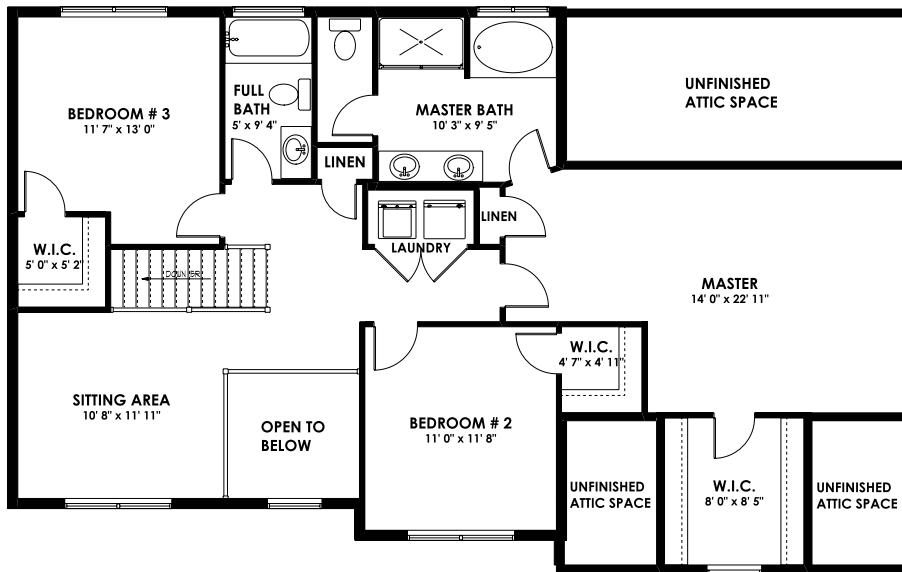 UNFINISHED
ATTIC SPACE
BEDROOM # 3
11' 7" x 13' 0"
FULL
BATH
5' x 9' 4"
MASTER BATH
10' 3" x 9' 5"
LINEN
LINEN
LAUNDRY
W.I.C.
5' 0" x 5' 2"
MASTER
14' 0" x 22' 11"
W.I.C.
4' 7" x 4' 11"
SITTING AREA
10' 8" x 11' 11"
OPEN TO
BELOW
BEDROOM # 2
11' 0" x 11' 8"
UNFINISHED
ATTIC SPACE
W.I.C.
8' 0" x 8' 5"
UNFINISHED
ATTIC SPACE